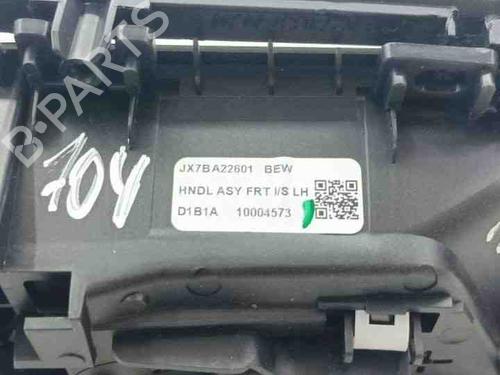 B-PARTS
704
JX7BA22601 BEW
HNDL ASY FRT I/S LH
D1B1A 10004573